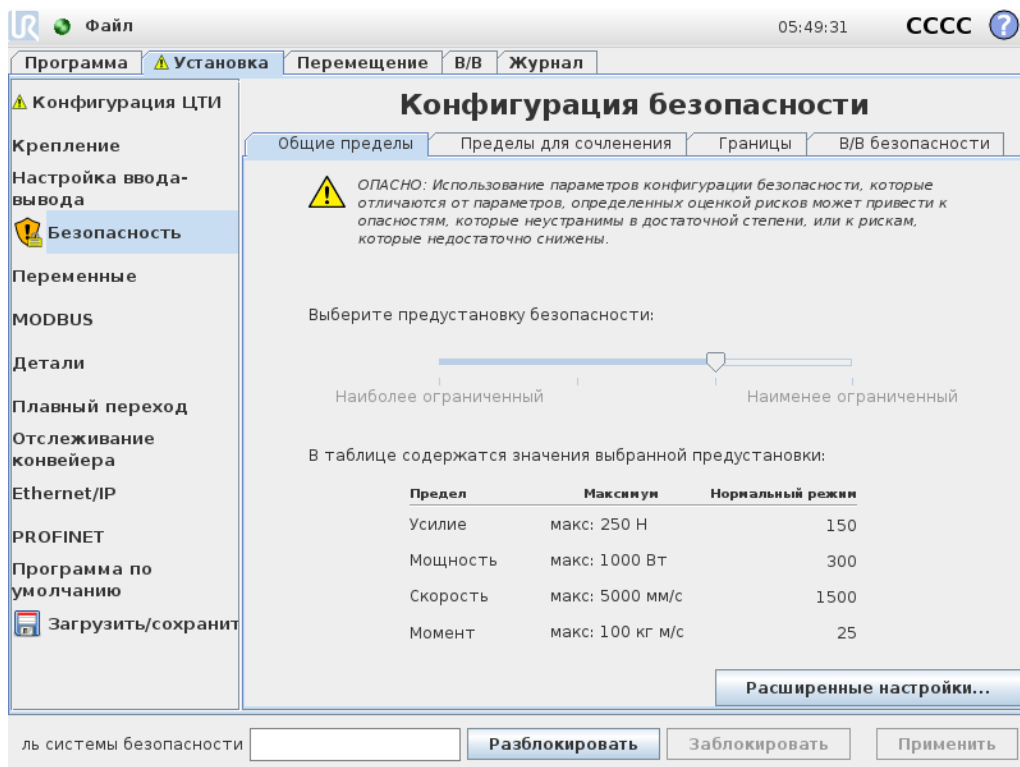 UR Файл 05:49:31 CCCC ?
Программа Установка Перемещение В/В Журнал
Конфигурация ЦТИ
Крепление
Настройка ввода-
вывода
Безопасность
Переменные
MODBUS
Детали
Плавный переход
Отслеживание
конвейера
Ethernet/IP
PROFINET
Программа по
умолчанию
Загрузить/сохранит
Конфигурация безопасности
Общие пределы Пределы для сочленения Границы В/В безопасности
ОПАСНО: Использование параметров конфигурации безопасности, которые
отличаются от параметров, определенных оценкой рисков может привести к
опасностям, которые неустранимы в достаточной степени, или к рискам,
которые недостаточно снижены.
Выберите предустановку безопасности:
Наиболее ограниченный Наименее ограниченный
В таблице содержатся значения выбранной предустановки:
Предел Максимум Нормальный режим
Усилие макс: 250 Н 150
Мощность макс: 1000 Вт 300
Скорость макс: 5000 мм/с 1500
Момент макс: 100 кг м/с 25
Расширенные настройки...
ль системы безопасности Разблокировать Заблокировать Применить